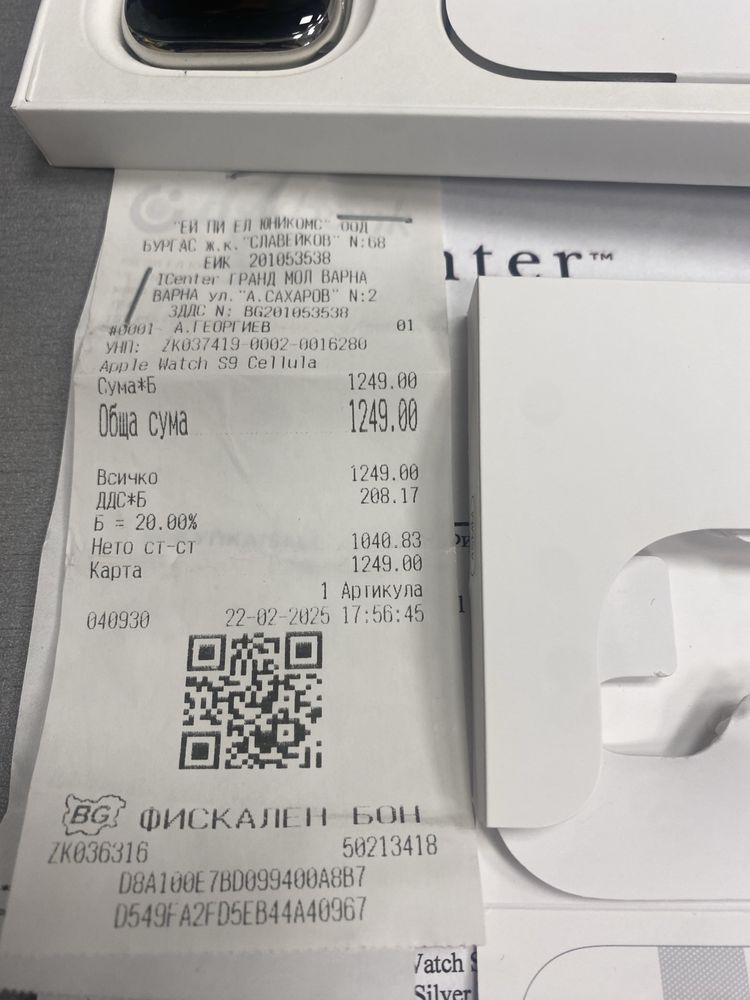 "ЕЙ ПИ ЕЛ ЮНИКОМС" ООД
БУРГАС ж.к."СЛАВЕЙКОВ" N:68
ЕИК 201053538
ICenter ГРАНД МОЛ ВАРНА
ВАРНА ул."А.САХАРОВ" N:2
ЗДДС N: BG201053538
#0001 А.ГЕОРГИЕВ 01
УНП: ZK037419-0002-0016280
Apple Watch S9 Cellula
Сума*Б 1249.00
Обща сума 1249.00
Всичко 1249.00
ДДС*Б 208.17
Б = 20.00%
Нето ст-ст 1040.83
Карта 1249.00
1 Артикула
040930 22-02-2025 17:56:45
BG ФИСКАЛЕН БОН
ZK036316 50213418
D8A100E7BD099400A8B7
D549FA2FD5EB44A40967
nter™
Watch S
Silver